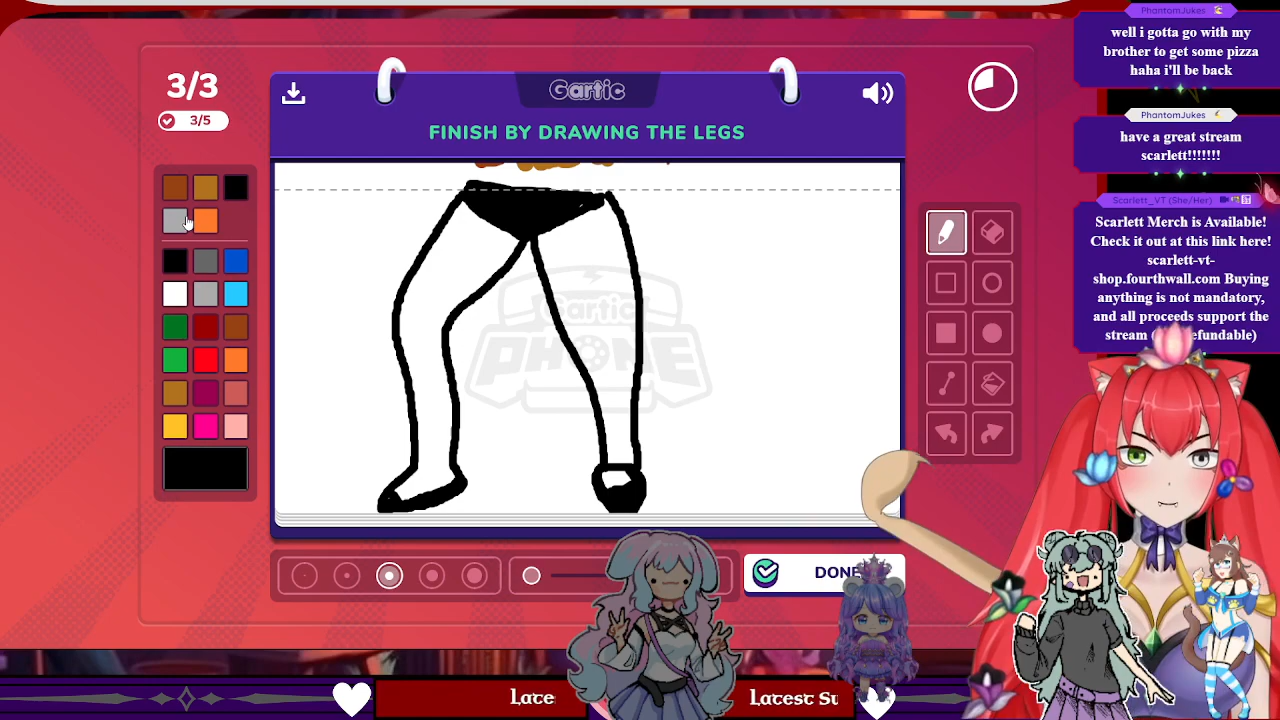 PhantomJukes
well i gotta go with my
brother to get some pizza
haha i'll be back
3/3
3/5
Gartic
FINISH BY DRAWING THE LEGS
PhantomJukes
have a great stream
scarlett!!!!!!!
Scarlett_VT (She/Her)
Scarlett Merch is Available!
Check it out at this link here!
scarlett-vt-
shop.fourthwall.com Buying
anything is not mandatory,
and all proceeds support the
stream
Gartic
PHONE
DONE
Late
Latest Su